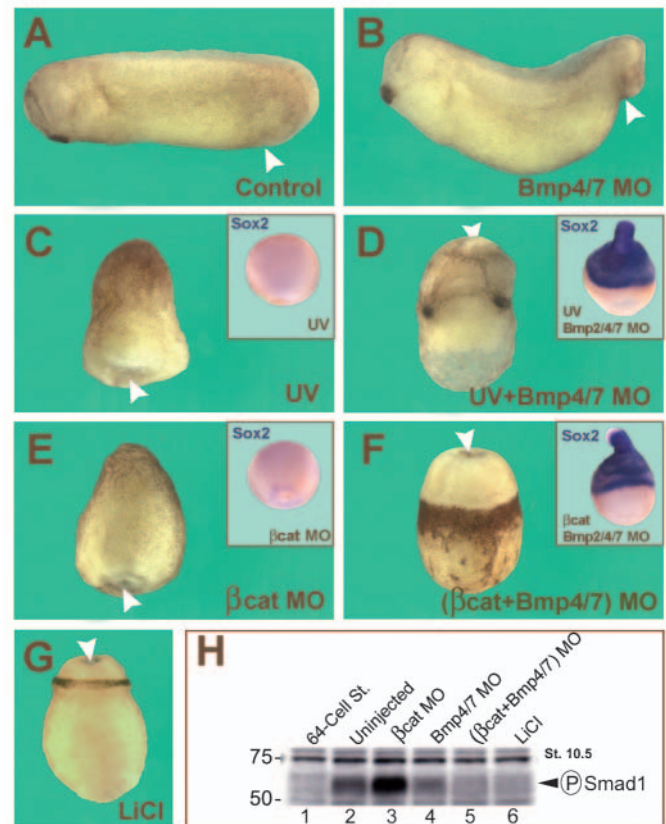 A
Control
B
Bmp4/7 MO
C
Sox2
UV
UV
D
Sox2
UV
Bmp2/4/7 MO
UV+Bmp4/7 MO
E
Sox2
βcat MO
βcat MO
F
Sox2
βcat
Bmp2/4/7 MO
(βcat+Bmp4/7) MO
G
LiCl
H
64-Cell St.
Uninjected
βcat MO
Bmp4/7 MO
(βcat+Bmp4/7) MO
LiCl
75-
St. 10.5
P Smad1
50-
1 2 3 4 5 6